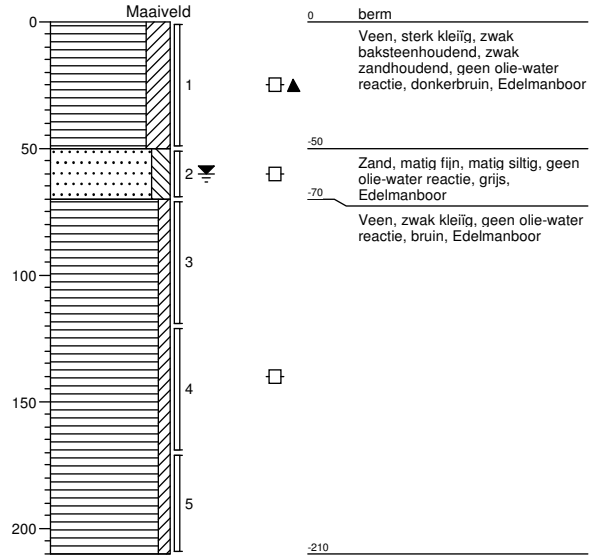 Maaiveld
0
50
100
150
200
1
2
3
4
5
0 berm
Veen, sterk kleiïg, zwak
baksteenhoudend, zwak
zandhoudend, geen olie-water
reactie, donkerbruin, Edelmanboor
-50
Zand, matig fijn, matig siltig, geen
olie-water reactie, grijs,
Edelmanboor
-70
Veen, zwak kleiïg, geen olie-water
reactie, bruin, Edelmanboor
-210